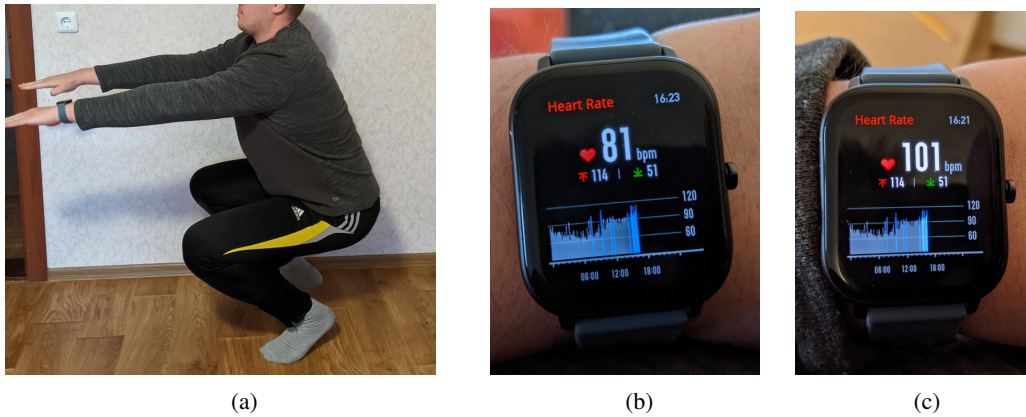 adidas
Heart Rate 16:23
81 bpm
114 | 51
120
90
60
06:00 12:00 18:00
Heart Rate 16:21
101 bpm
114 | 51
120
90
60
06:00 12:00 18:00
(a)
(b)
(c)